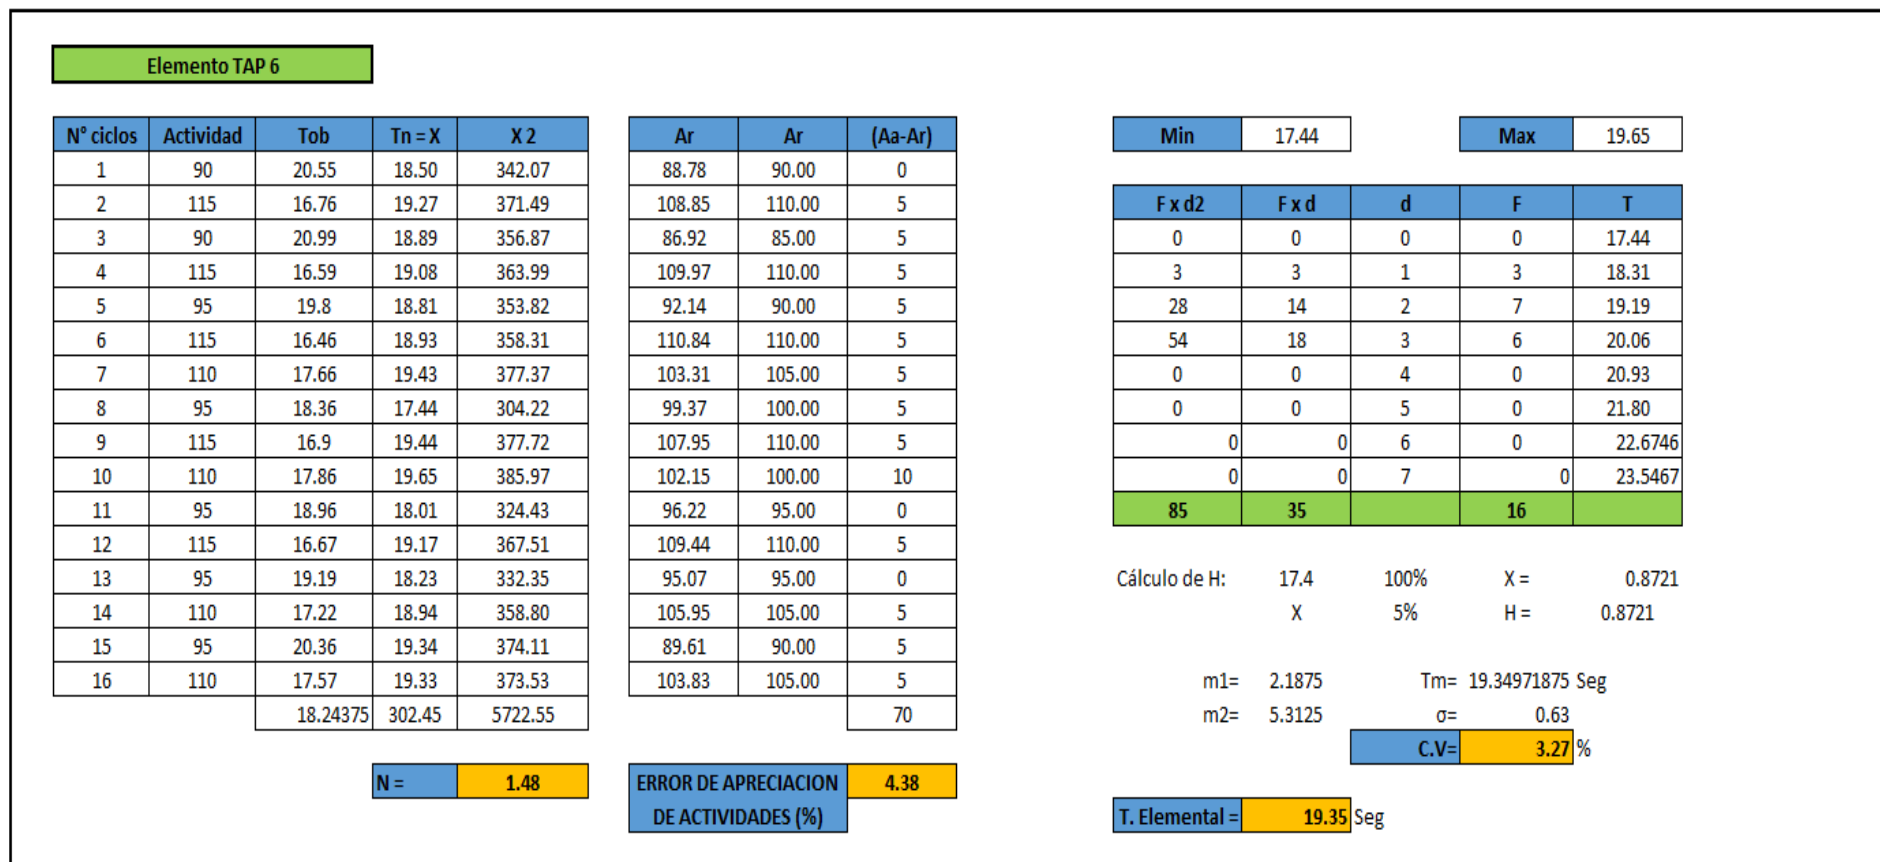 Elemento TAP 6
N° ciclos Actividad Tob Tn = X X 2 Ar Ar (Aa-Ar) Min 17.44 Max 19.65
1 90 20.55 18.50 342.07 88.78 90.00 0
2 115 16.76 19.27 371.49 108.85 110.00 5 F x d2 F x d d F T
3 90 20.99 18.89 356.87 86.92 85.00 5 0 0 0 0 17.44
4 115 16.59 19.08 363.99 109.97 110.00 5 3 3 1 3 18.31
5 95 19.8 18.81 353.82 92.14 90.00 5 28 14 2 7 19.19
6 115 16.46 18.93 358.31 110.84 110.00 5 54 18 3 6 20.06
7 110 17.66 19.43 377.37 103.31 105.00 5 0 0 4 0 20.93
8 95 18.36 17.44 304.22 99.37 100.00 5 0 0 5 0 21.80
9 115 16.9 19.44 377.72 107.95 110.00 5 0 0 6 0 22.6746
10 110 17.86 19.65 385.97 102.15 100.00 10 0 0 7 0 23.5467
11 95 18.96 18.01 324.43 96.22 95.00 0 85 35 16
12 115 16.67 19.17 367.51 109.44 110.00 5
13 95 19.19 18.23 332.35 95.07 95.00 0 Cálculo de H: 17.4 100% X = 0.8721
14 110 17.22 18.94 358.80 105.95 105.00 5 X 5% H = 0.8721
15 95 20.36 19.34 374.11 89.61 90.00 5
16 110 17.57 19.33 373.53 103.83 105.00 5 m1= 2.1875 Tm= 19.34971875 Seg
18.24375 302.45 5722.55 70 m2= 5.3125 σ= 0.63
C.V= 3.27 %
N = 1.48 ERROR DE APRECIACION 4.38
DE ACTIVIDADES (%) T. Elemental = 19.35 Seg